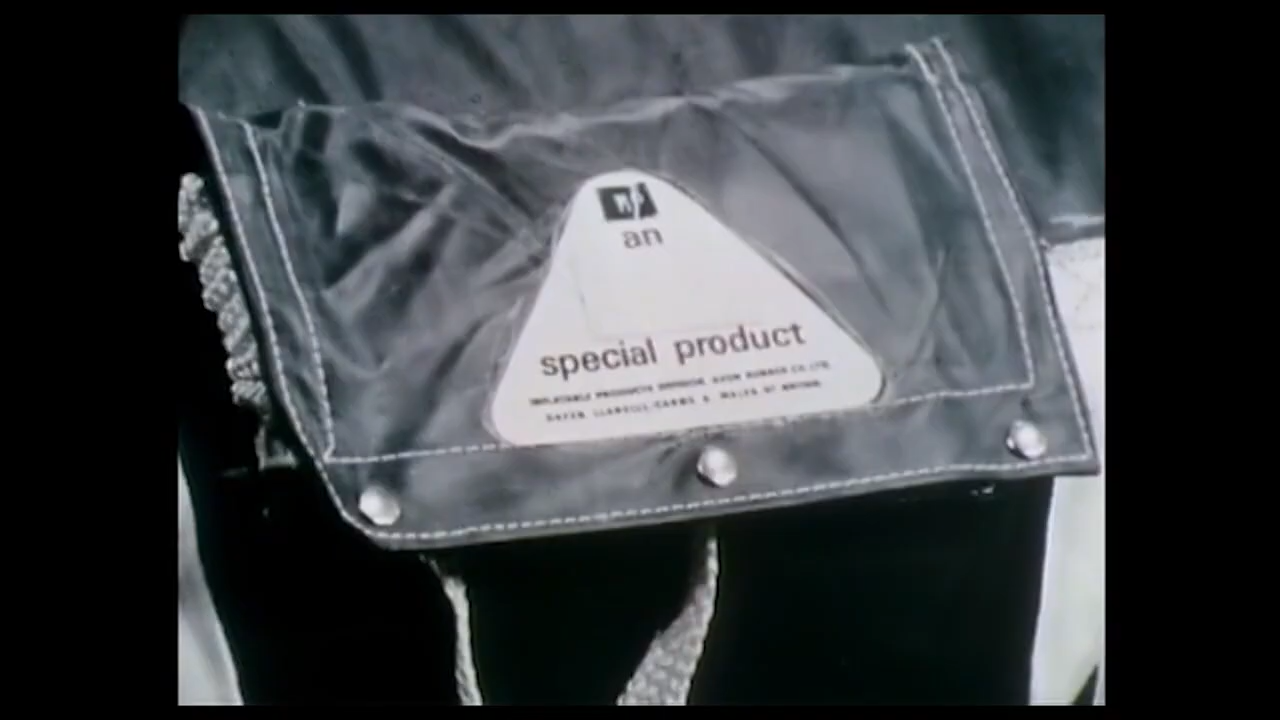 an
special product
INFLATABLE PRODUCTS DIVISION, AVON RUBBER CO. LTD.
DAFEN, LLANELLI, CARMS &, WALES, GT. BRITAIN.